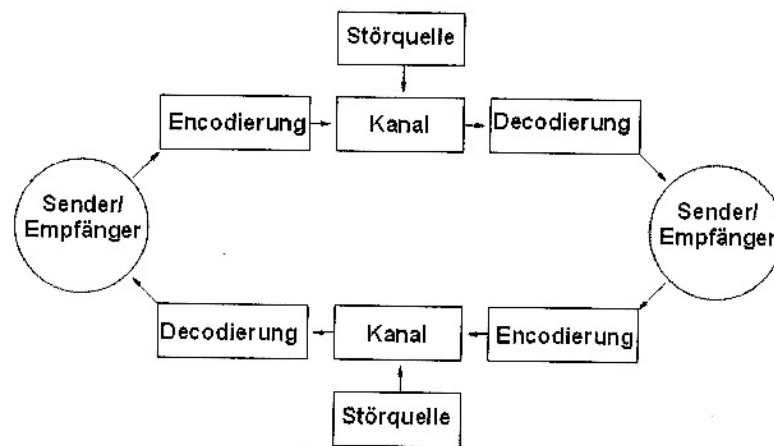 Störquelle
Encodierung
Kanal
Decodierung
Sender/
Empfänger
Sender/
Empfänger
Decodierung
Kanal
Encodierung
Störquelle